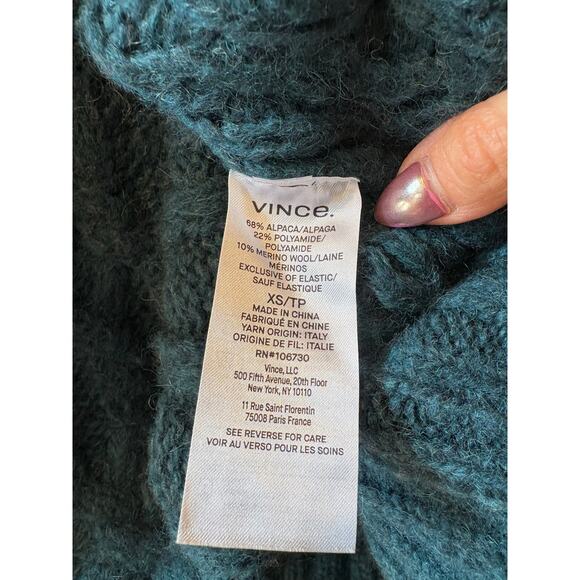 VINCE.
68% ALPACA/ALPAGA
22% POLYAMIDE/
POLYAMIDE
10% MERINO WOOL/LAINE
MÉRINOS
EXCLUSIVE OF ELASTIC/
SAUF ELASTIQUE
XS/TP
MADE IN CHINA
FABRIQUÉ EN CHINE
YARN ORIGIN: ITALY
ORIGINE DE FIL: ITALIE
RN#106730
Vince, LLC
500 Fifth Avenue, 20th Floor
New York, NY 10110
11 Rue Saint Florentin
75008 Paris France
SEE REVERSE FOR CARE
VOIR AU VERSO POUR LES SOINS